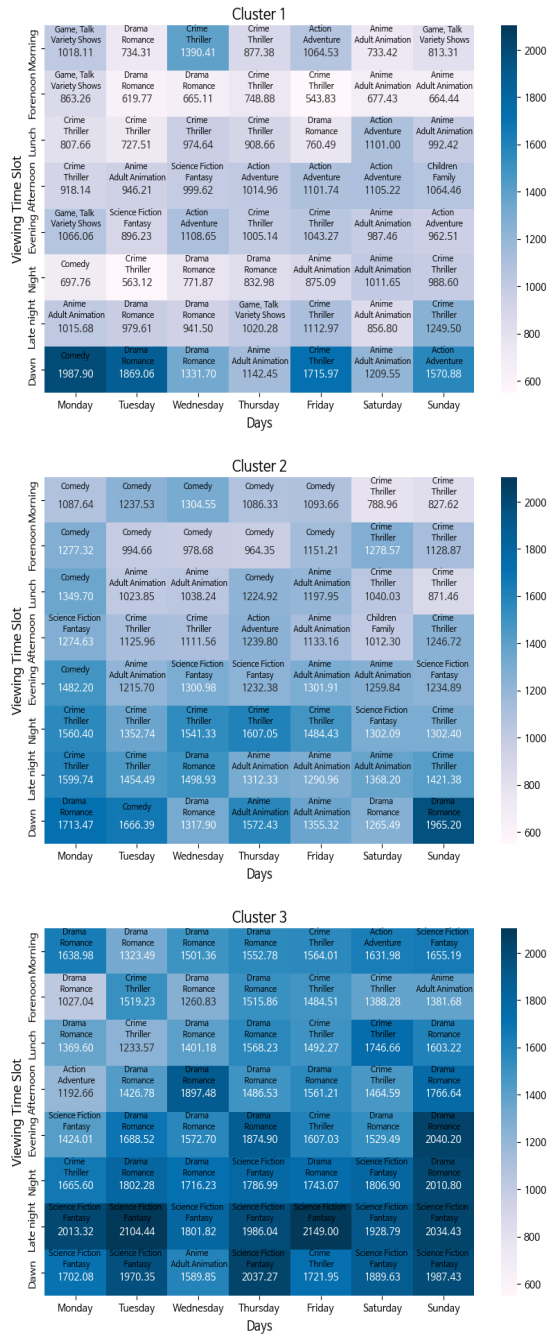 Cluster 1
Viewing Time Slot
Morning
Game, Talk Drama Crime Crime Action Anime Game, Talk
Variety Shows Romance Thriller Thriller Adventure Adult Animation Variety Shows
1018.11 734.31 1390.41 877.38 1064.53 733.42 813.31
Forenoon
Game, Talk Drama Drama Crime Crime Anime Anime
Variety Shows Romance Romance Thriller Thriller Adult Animation Adult Animation
863.26 619.77 665.11 748.88 543.83 677.43 664.44
Lunch
Crime Crime Crime Crime Drama Action Anime
Thriller Thriller Thriller Thriller Romance Adventure Adult Animation
807.66 727.51 974.64 908.66 760.49 1101.00 992.42
Afternoon
Crime Anime Science Fiction Action Action Action Children
Thriller Adult Animation Fantasy Adventure Adventure Adventure Family
918.14 946.21 999.62 1014.96 1101.74 1105.22 1064.46
Evening
Game, Talk Science Fiction Action Crime Crime Anime Action
Variety Shows Fantasy Adventure Thriller Thriller Adult Animation Adventure
1066.06 896.23 1108.65 1005.14 1043.27 987.46 962.51
Night
Comedy Crime Drama Drama Anime Anime Crime
Thriller Romance Romance Adult Animation Adult Animation Thriller
697.76 563.12 771.87 832.98 875.09 1011.65 988.60
Late night
Anime Drama Drama Game, Talk Crime Anime Crime
Adult Animation Romance Romance Variety Shows Thriller Adult Animation Thriller
1015.68 979.61 941.50 1020.28 1112.97 856.80 1249.50
Dawn
Comedy Drama Drama Anime Crime Anime Action
Romance Romance Adult Animation Thriller Adult Animation Adventure
1987.90 1869.06 1331.70 1142.45 1715.97 1209.55 1570.88
Monday Tuesday Wednesday Thursday Friday Saturday Sunday
Days
2000
1800
1600
1400
1200
1000
800
600
Cluster 2
Viewing Time Slot
Morning
Comedy Comedy Comedy Comedy Comedy Crime Crime
Thriller Thriller
1087.64 1237.53 1304.55 1086.33 1093.66 788.96 827.62
Forenoon
Comedy Comedy Comedy Comedy Comedy Crime Crime
Thriller Thriller
1277.32 994.66 978.68 964.35 1151.21 1278.57 1128.87
Lunch
Comedy Anime Anime Comedy Anime Crime Crime
Adult Animation Adult Animation Adult Animation Thriller Thriller
1349.70 1023.85 1038.24 1224.92 1197.95 1040.03 871.46
Afternoon
Science Fiction Crime Crime Action Anime Children Crime
Fantasy Thriller Thriller Adventure Adult Animation Family Thriller
1274.63 1125.96 1111.56 1239.80 1133.16 1012.30 1246.72
Evening
Comedy Anime Science Fiction Science Fiction Anime Anime Science Fiction
Adult Animation Fantasy Fantasy Adult Animation Adult Animation Fantasy
1482.20 1215.70 1300.98 1232.38 1301.91 1259.84 1234.89
Night
Crime Crime Crime Crime Crime Science Fiction Crime
Thriller Thriller Thriller Thriller Thriller Fantasy Thriller
1560.40 1352.74 1541.33 1607.05 1484.43 1302.09 1302.40
Late night
Crime Crime Drama Anime Anime Anime Crime
Thriller Thriller Romance Adult Animation Adult Animation Adult Animation Thriller
1599.74 1454.49 1498.93 1312.33 1290.96 1368.20 1421.38
Dawn
Drama Comedy Drama Anime Anime Drama Drama
Romance Romance Adult Animation Adult Animation Romance Romance
1713.47 1666.39 1317.90 1572.43 1355.32 1265.49 1965.20
Monday Tuesday Wednesday Thursday Friday Saturday Sunday
Days
2000
1800
1600
1400
1200
1000
800
600
Cluster 3
Viewing Time Slot
Morning
Drama Drama Drama Drama Crime Action Science Fiction
Romance Romance Romance Romance Thriller Adventure Fantasy
1638.98 1323.49 1501.36 1552.78 1564.01 1631.98 1655.19
Forenoon
Drama Crime Drama Drama Crime Crime Anime
Romance Thriller Romance Romance Thriller Thriller Adult Animation
1027.04 1519.23 1260.83 1515.86 1484.51 1388.28 1381.68
Lunch
Drama Crime Drama Drama Crime Crime Drama
Romance Thriller Romance Romance Thriller Thriller Romance
1369.60 1233.57 1401.18 1568.23 1492.27 1746.66 1603.22
Afternoon
Action Drama Drama Drama Drama Crime Drama
Adventure Romance Romance Romance Romance Thriller Romance
1192.66 1426.78 1897.48 1486.53 1561.21 1464.59 1766.64
Evening
Science Fiction Drama Drama Drama Crime Drama Drama
Fantasy Romance Romance Romance Thriller Romance Romance
1424.01 1688.52 1572.70 1874.90 1607.03 1529.49 2040.20
Night
Crime Drama Drama Science Fiction Drama Science Fiction Drama
Thriller Romance Romance Fantasy Romance Fantasy Romance
1665.60 1802.28 1716.23 1786.99 1743.07 1806.90 2010.80
Late night
Science Fiction Science Fiction Science Fiction Science Fiction Science Fiction Science Fiction Science Fiction
Fantasy Fantasy Fantasy Fantasy Fantasy Fantasy Fantasy
2013.32 2104.44 1801.82 1986.04 2149.00 1928.79 2034.43
Dawn
Science Fiction Science Fiction Anime Science Fiction Crime Science Fiction Science Fiction
Fantasy Fantasy Adult Animation Fantasy Thriller Fantasy Fantasy
1702.08 1970.35 1589.85 2037.27 1721.95 1889.63 1987.43
Monday Tuesday Wednesday Thursday Friday Saturday Sunday
Days
2000
1800
1600
1400
1200
1000
800
600